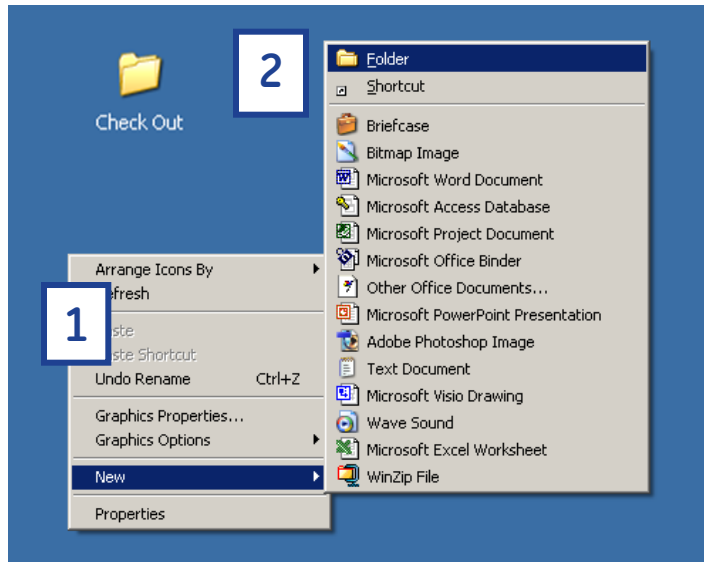 Check Out
1
Arrange Icons By
efresh
ste
ste Shortcut
Undo Rename Ctrl+Z
Graphics Properties...
Graphics Options
New
Properties
2
Folder
Shortcut
Briefcase
Bitmap Image
Microsoft Word Document
Microsoft Access Database
Microsoft Project Document
Microsoft Office Binder
Other Office Documents...
Microsoft PowerPoint Presentation
Adobe Photoshop Image
Text Document
Microsoft Visio Drawing
Wave Sound
Microsoft Excel Worksheet
WinZip File